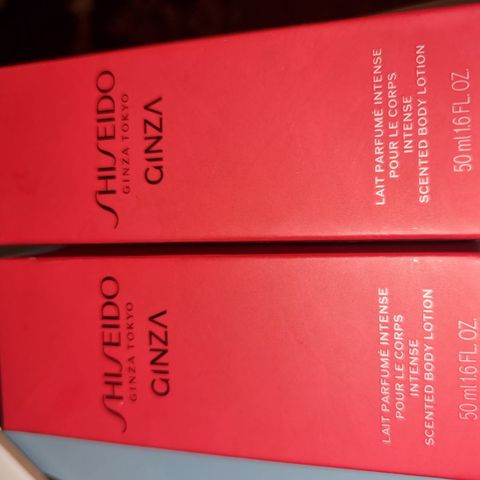 SHISEIDO
GINZA TOKYO
GINZA
LAIT PARFUMÉ INTENSE
POUR LE CORPS
INTENSE
SCENTED BODY LOTION
50 ml 1.6 FL. OZ.
SHISEIDO
GINZA TOKYO
GINZA
LAIT PARFUMÉ INTENSE
POUR LE CORPS
INTENSE
SCENTED BODY LOTION
50 ml 1.6 FL. OZ.